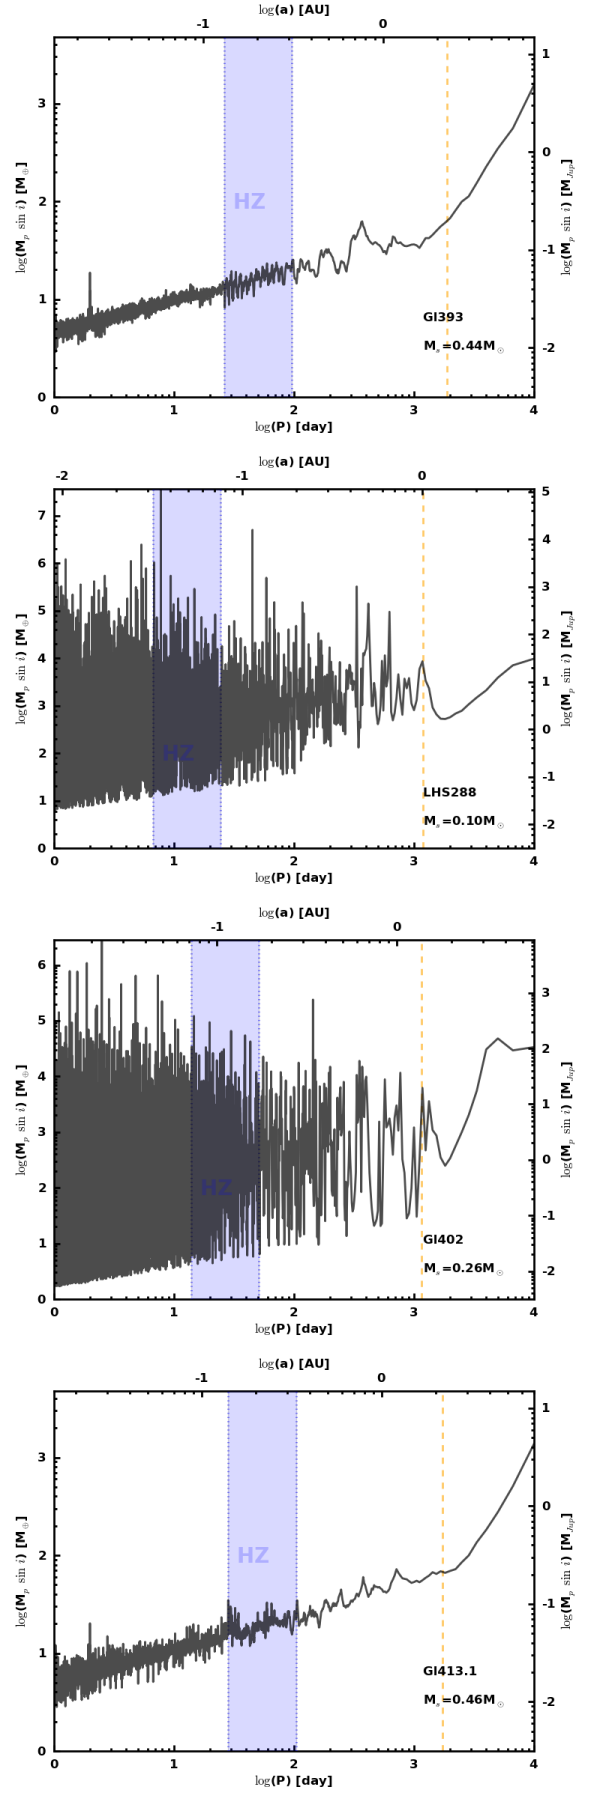 log(a) [AU]
-1 0
3
2
1
0
log(M_p sin i) [M_⊕]
1
0
-1
-2
log(M_p sin i) [M_Jup]
HZ
Gl393
M_s=0.44M_⊙
0 1 2 3 4
log(P) [day]
log(a) [AU]
-2 -1 0
7
6
5
4
3
2
1
0
log(M_p sin i) [M_⊕]
5
4
3
2
1
0
-1
-2
log(M_p sin i) [M_Jup]
HZ
LHS288
M_s=0.10M_⊙
0 1 2 3 4
log(P) [day]
log(a) [AU]
-1 0
6
5
4
3
2
1
0
log(M_p sin i) [M_⊕]
3
2
1
0
-1
-2
log(M_p sin i) [M_Jup]
HZ
Gl402
M_s=0.26M_⊙
0 1 2 3 4
log(P) [day]
log(a) [AU]
-1 0
3
2
1
0
log(M_p sin i) [M_⊕]
1
0
-1
-2
log(M_p sin i) [M_Jup]
HZ
Gl413.1
M_s=0.46M_⊙
0 1 2 3 4
log(P) [day]